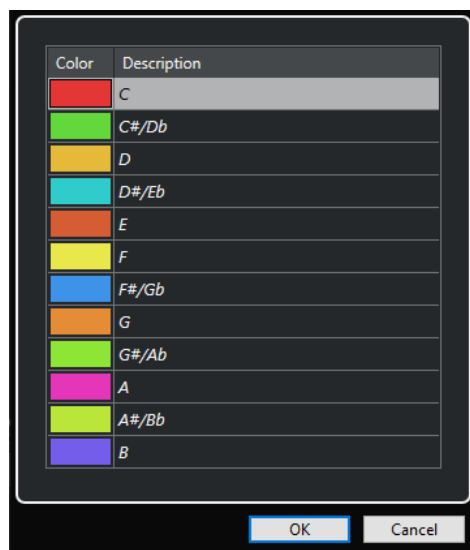 Color Description
C
C#/Db
D
D#/Eb
E
F
F#/Gb
G
G#/Ab
A
A#/Bb
B
OK Cancel